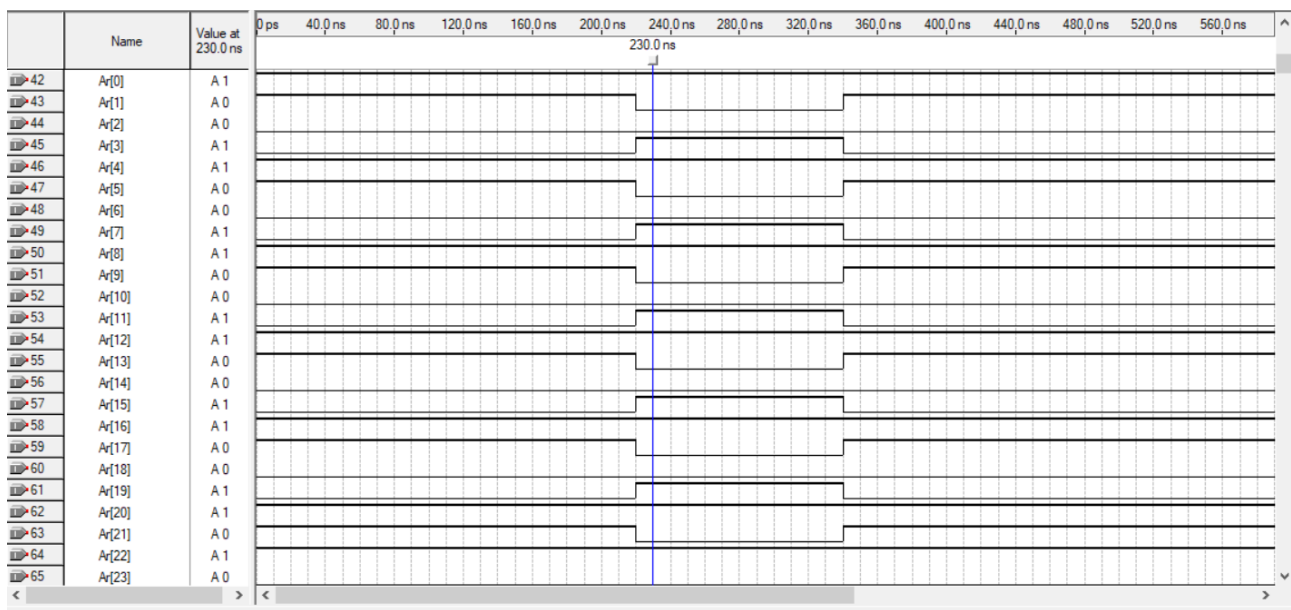 Name Value at 230.0 ns 0 ps 40.0 ns 80.0 ns 120.0 ns 160.0 ns 200.0 ns 240.0 ns 280.0 ns 320.0 ns 360.0 ns 400.0 ns 440.0 ns 480.0 ns 520.0 ns 560.0 ns
230.0 ns
42 Ar[0] A 1
43 Ar[1] A 0
44 Ar[2] A 0
45 Ar[3] A 1
46 Ar[4] A 1
47 Ar[5] A 0
48 Ar[6] A 0
49 Ar[7] A 1
50 Ar[8] A 1
51 Ar[9] A 0
52 Ar[10] A 0
53 Ar[11] A 1
54 Ar[12] A 1
55 Ar[13] A 0
56 Ar[14] A 0
57 Ar[15] A 1
58 Ar[16] A 1
59 Ar[17] A 0
60 Ar[18] A 0
61 Ar[19] A 1
62 Ar[20] A 1
63 Ar[21] A 0
64 Ar[22] A 1
65 Ar[23] A 0